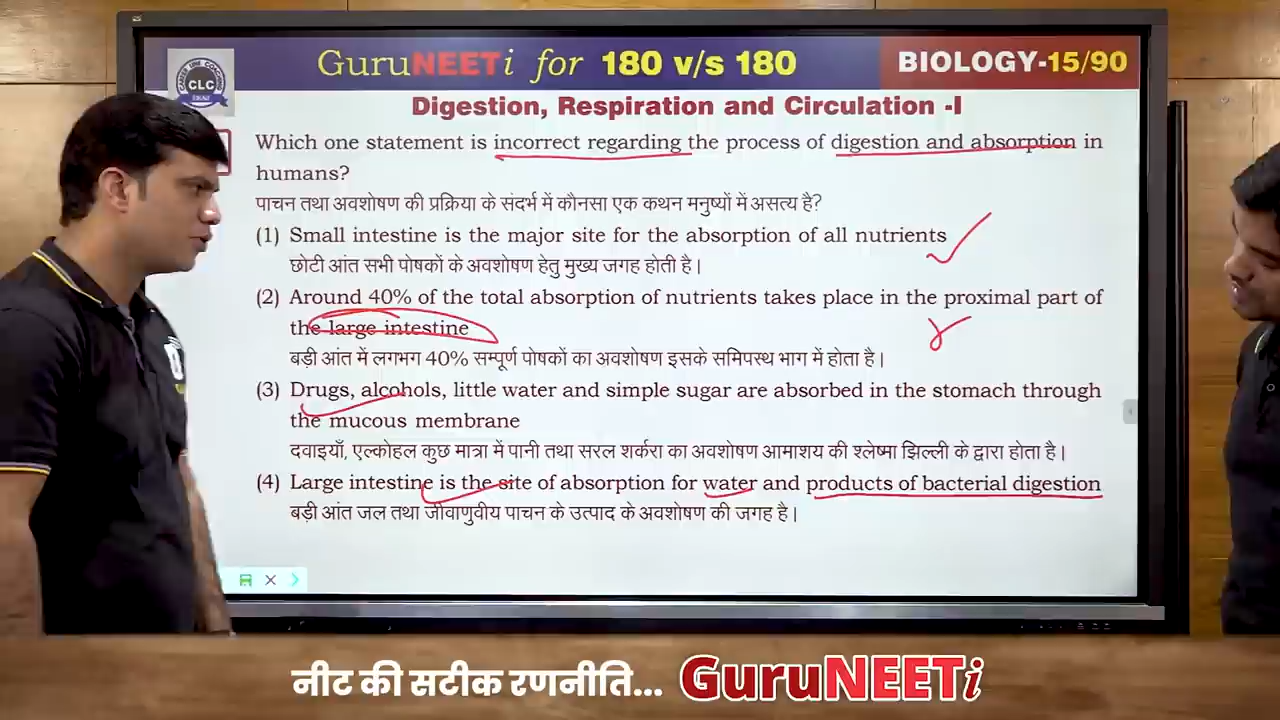 GuruNEETi for 180 v/s 180
BIOLOGY-15/90
CLC
Digestion, Respiration and Circulation -I
Which one statement is incorrect regarding the process of digestion and absorption in
humans?
पाचन तथा अवशोषण की प्रक्रिया के संदर्भ में कौनसा एक कथन मनुष्यों में असत्य है?
(1) Small intestine is the major site for the absorption of all nutrients
छोटी आंत सभी पोषकों के अवशोषण हेतु मुख्य जगह होती है।
(2) Around 40% of the total absorption of nutrients takes place in the proximal part of
the large intestine
बड़ी आंत में लगभग 40% सम्पूर्ण पोषकों का अवशोषण इसके समिपस्थ भाग में होता है।
(3) Drugs, alcohols, little water and simple sugar are absorbed in the stomach through
the mucous membrane
दवाइयाँ, एल्कोहल कुछ मात्रा में पानी तथा सरल शर्करा का अवशोषण आमाशय की श्लेष्मा झिल्ली के द्वारा होता है।
(4) Large intestine is the site of absorption for water and products of bacterial digestion
बड़ी आंत जल तथा जीवाणुवीय पाचन के उत्पाद के अवशोषण की जगह है।
नीट की सटीक रणनीति... GuruNEETi